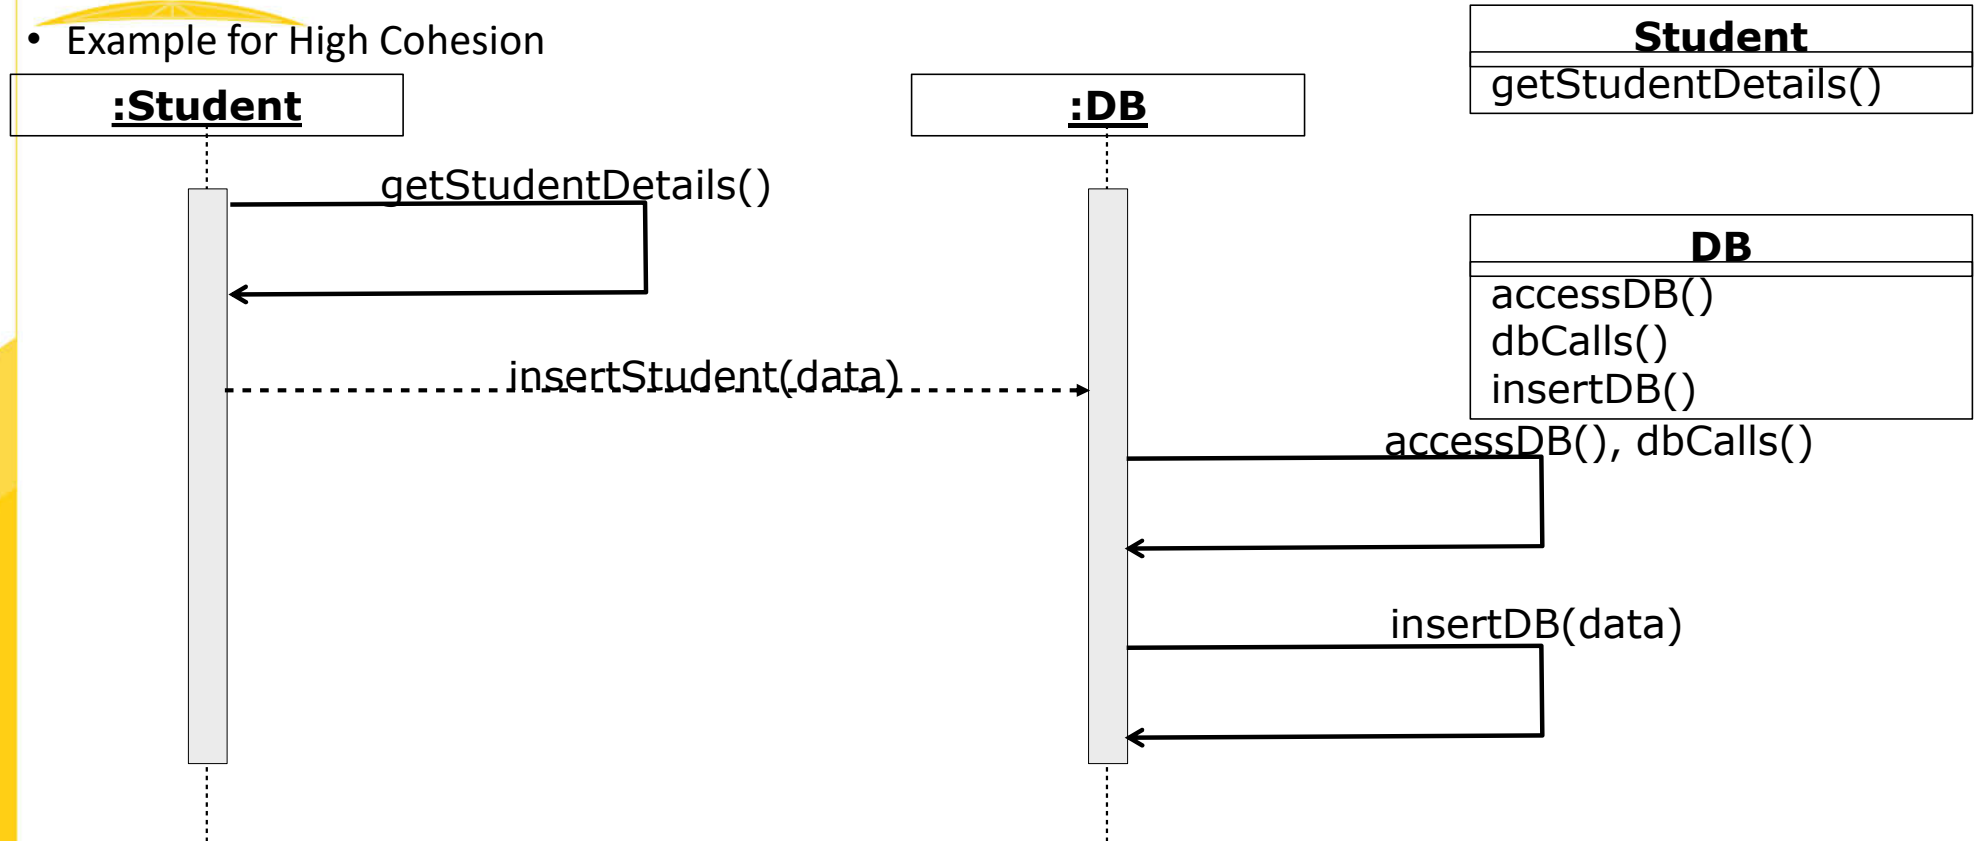 • Example for High Cohesion
:Student
:DB
Student
getStudentDetails()
getStudentDetails()
DB
accessDB()
dbCalls()
insertDB()
insertStudent(data)
accessDB(), dbCalls()
insertDB(data)